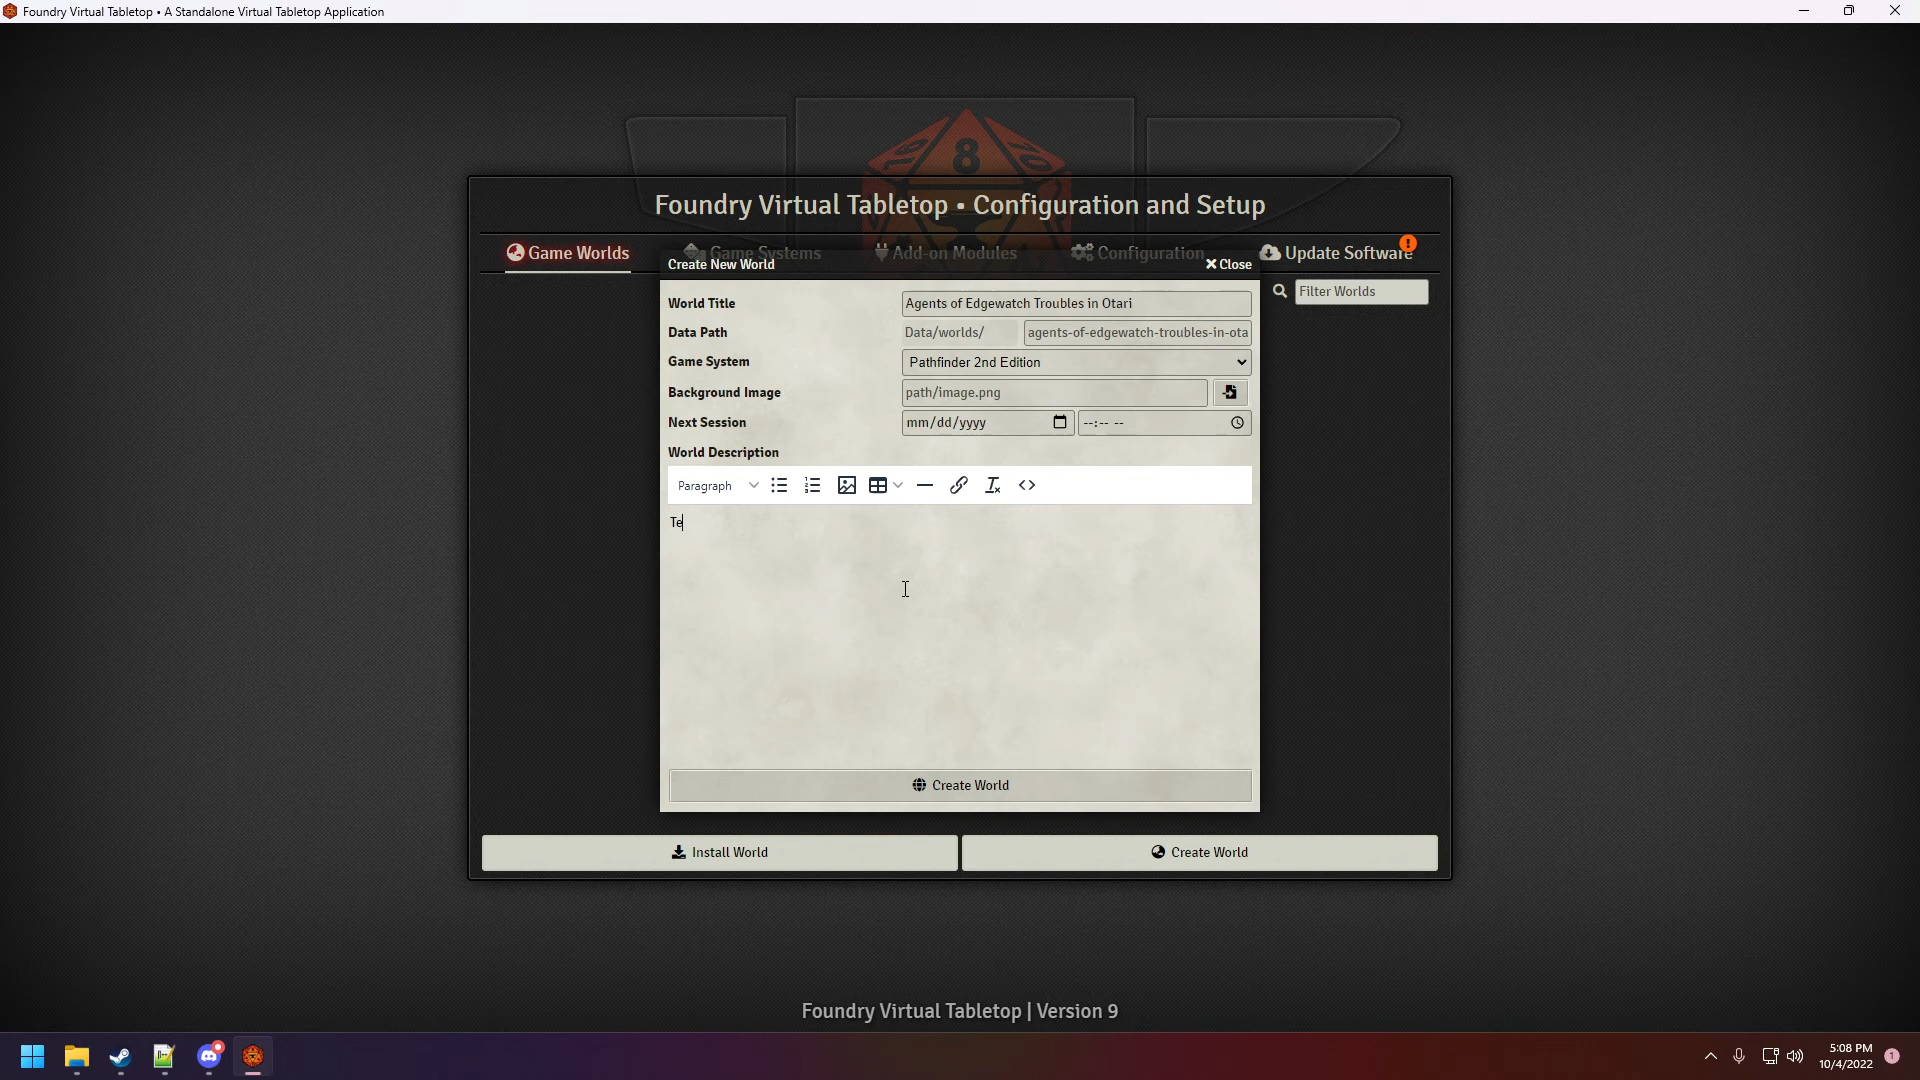 Foundry Virtual Tabletop • A Standalone Virtual Tabletop Application
8
Foundry Virtual Tabletop • Configuration and Setup
Game Worlds
Game Systems
Add-on Modules
Configuration
Update Software
Create New World
Close
Filter Worlds
World Title
Agents of Edgewatch Troubles in Otari
Data Path
Data/worlds/
agents-of-edgewatch-troubles-in-ota
Game System
Pathfinder 2nd Edition
Background Image
path/image.png
Next Session
mm/dd/yyyy
--:-- --
World Description
Paragraph
Te
Create World
Install World
Create World
Foundry Virtual Tabletop | Version 9
5:08 PM
10/4/2022
1